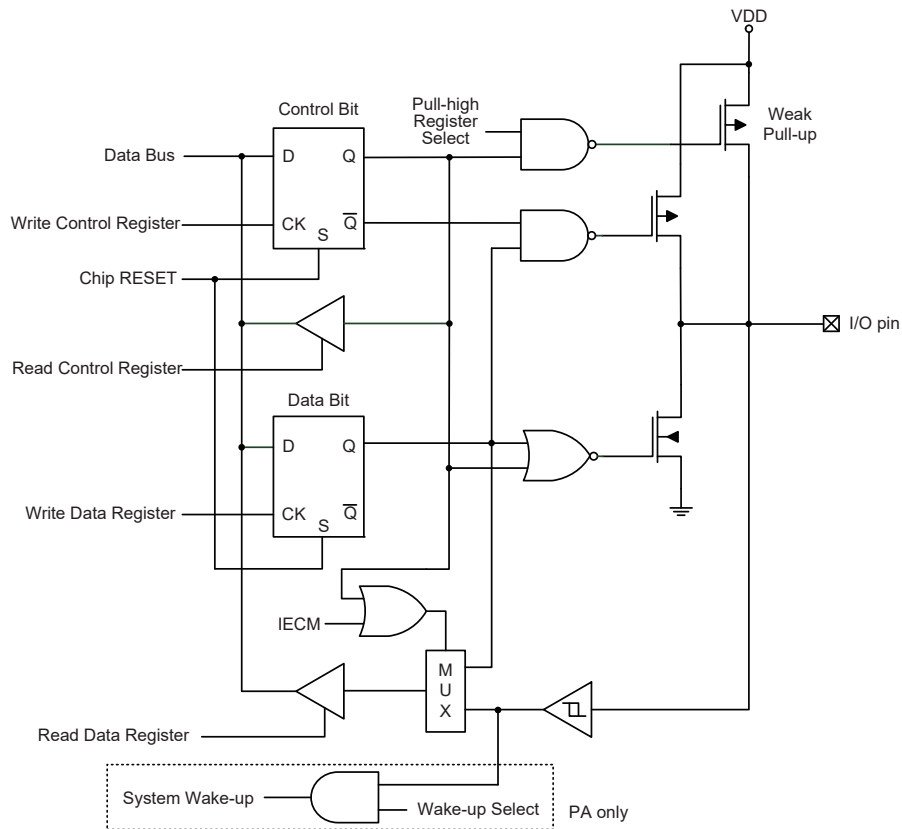 VDD
Control Bit
Pull-high
Register
Select
Weak
Pull-up
Data Bus
D
Q
Write Control Register
CK
S
Q̅
Chip RESET
I/O pin
Read Control Register
Data Bit
D
Q
Write Data Register
CK
S
Q̅
IECM
M
U
X
Read Data Register
System Wake-up
Wake-up Select
PA only